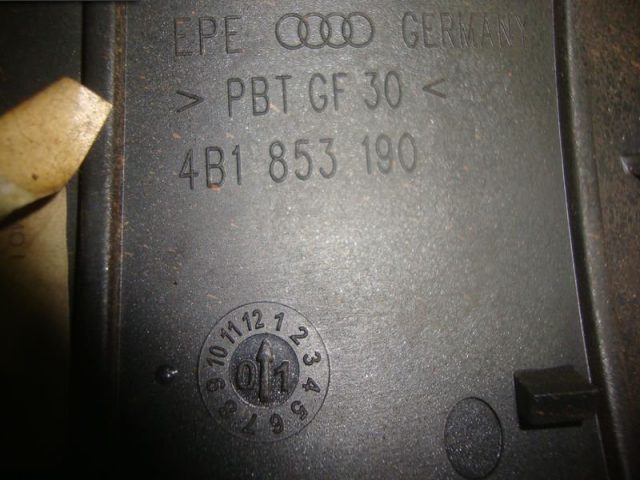 EPE GERMANY
> PBT GF 30 <
4B1 853 190
1 2 3 4 5 6 7 8 9 10 11 12
01